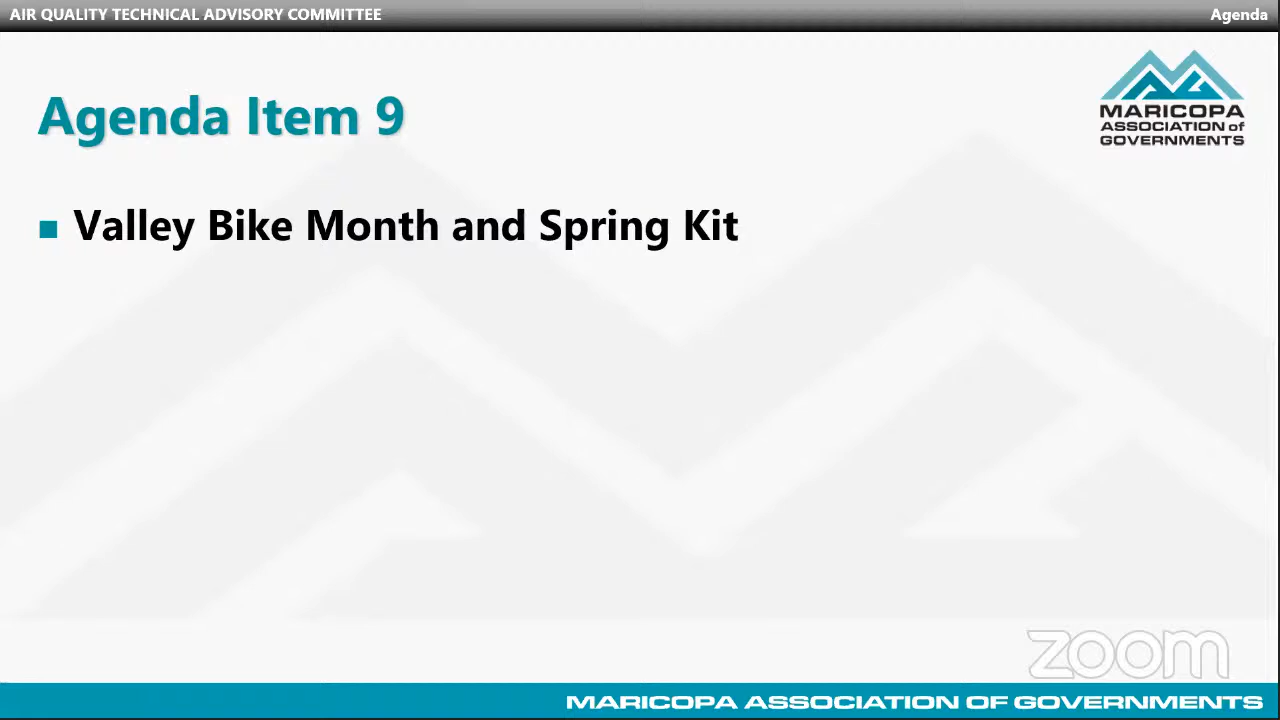 AIR QUALITY TECHNICAL ADVISORY COMMITTEE
Agenda
MARICOPA
ASSOCIATION of
GOVERNMENTS
Agenda Item 9
Valley Bike Month and Spring Kit
zoom
MARICOPA ASSOCIATION OF GOVERNMENTS